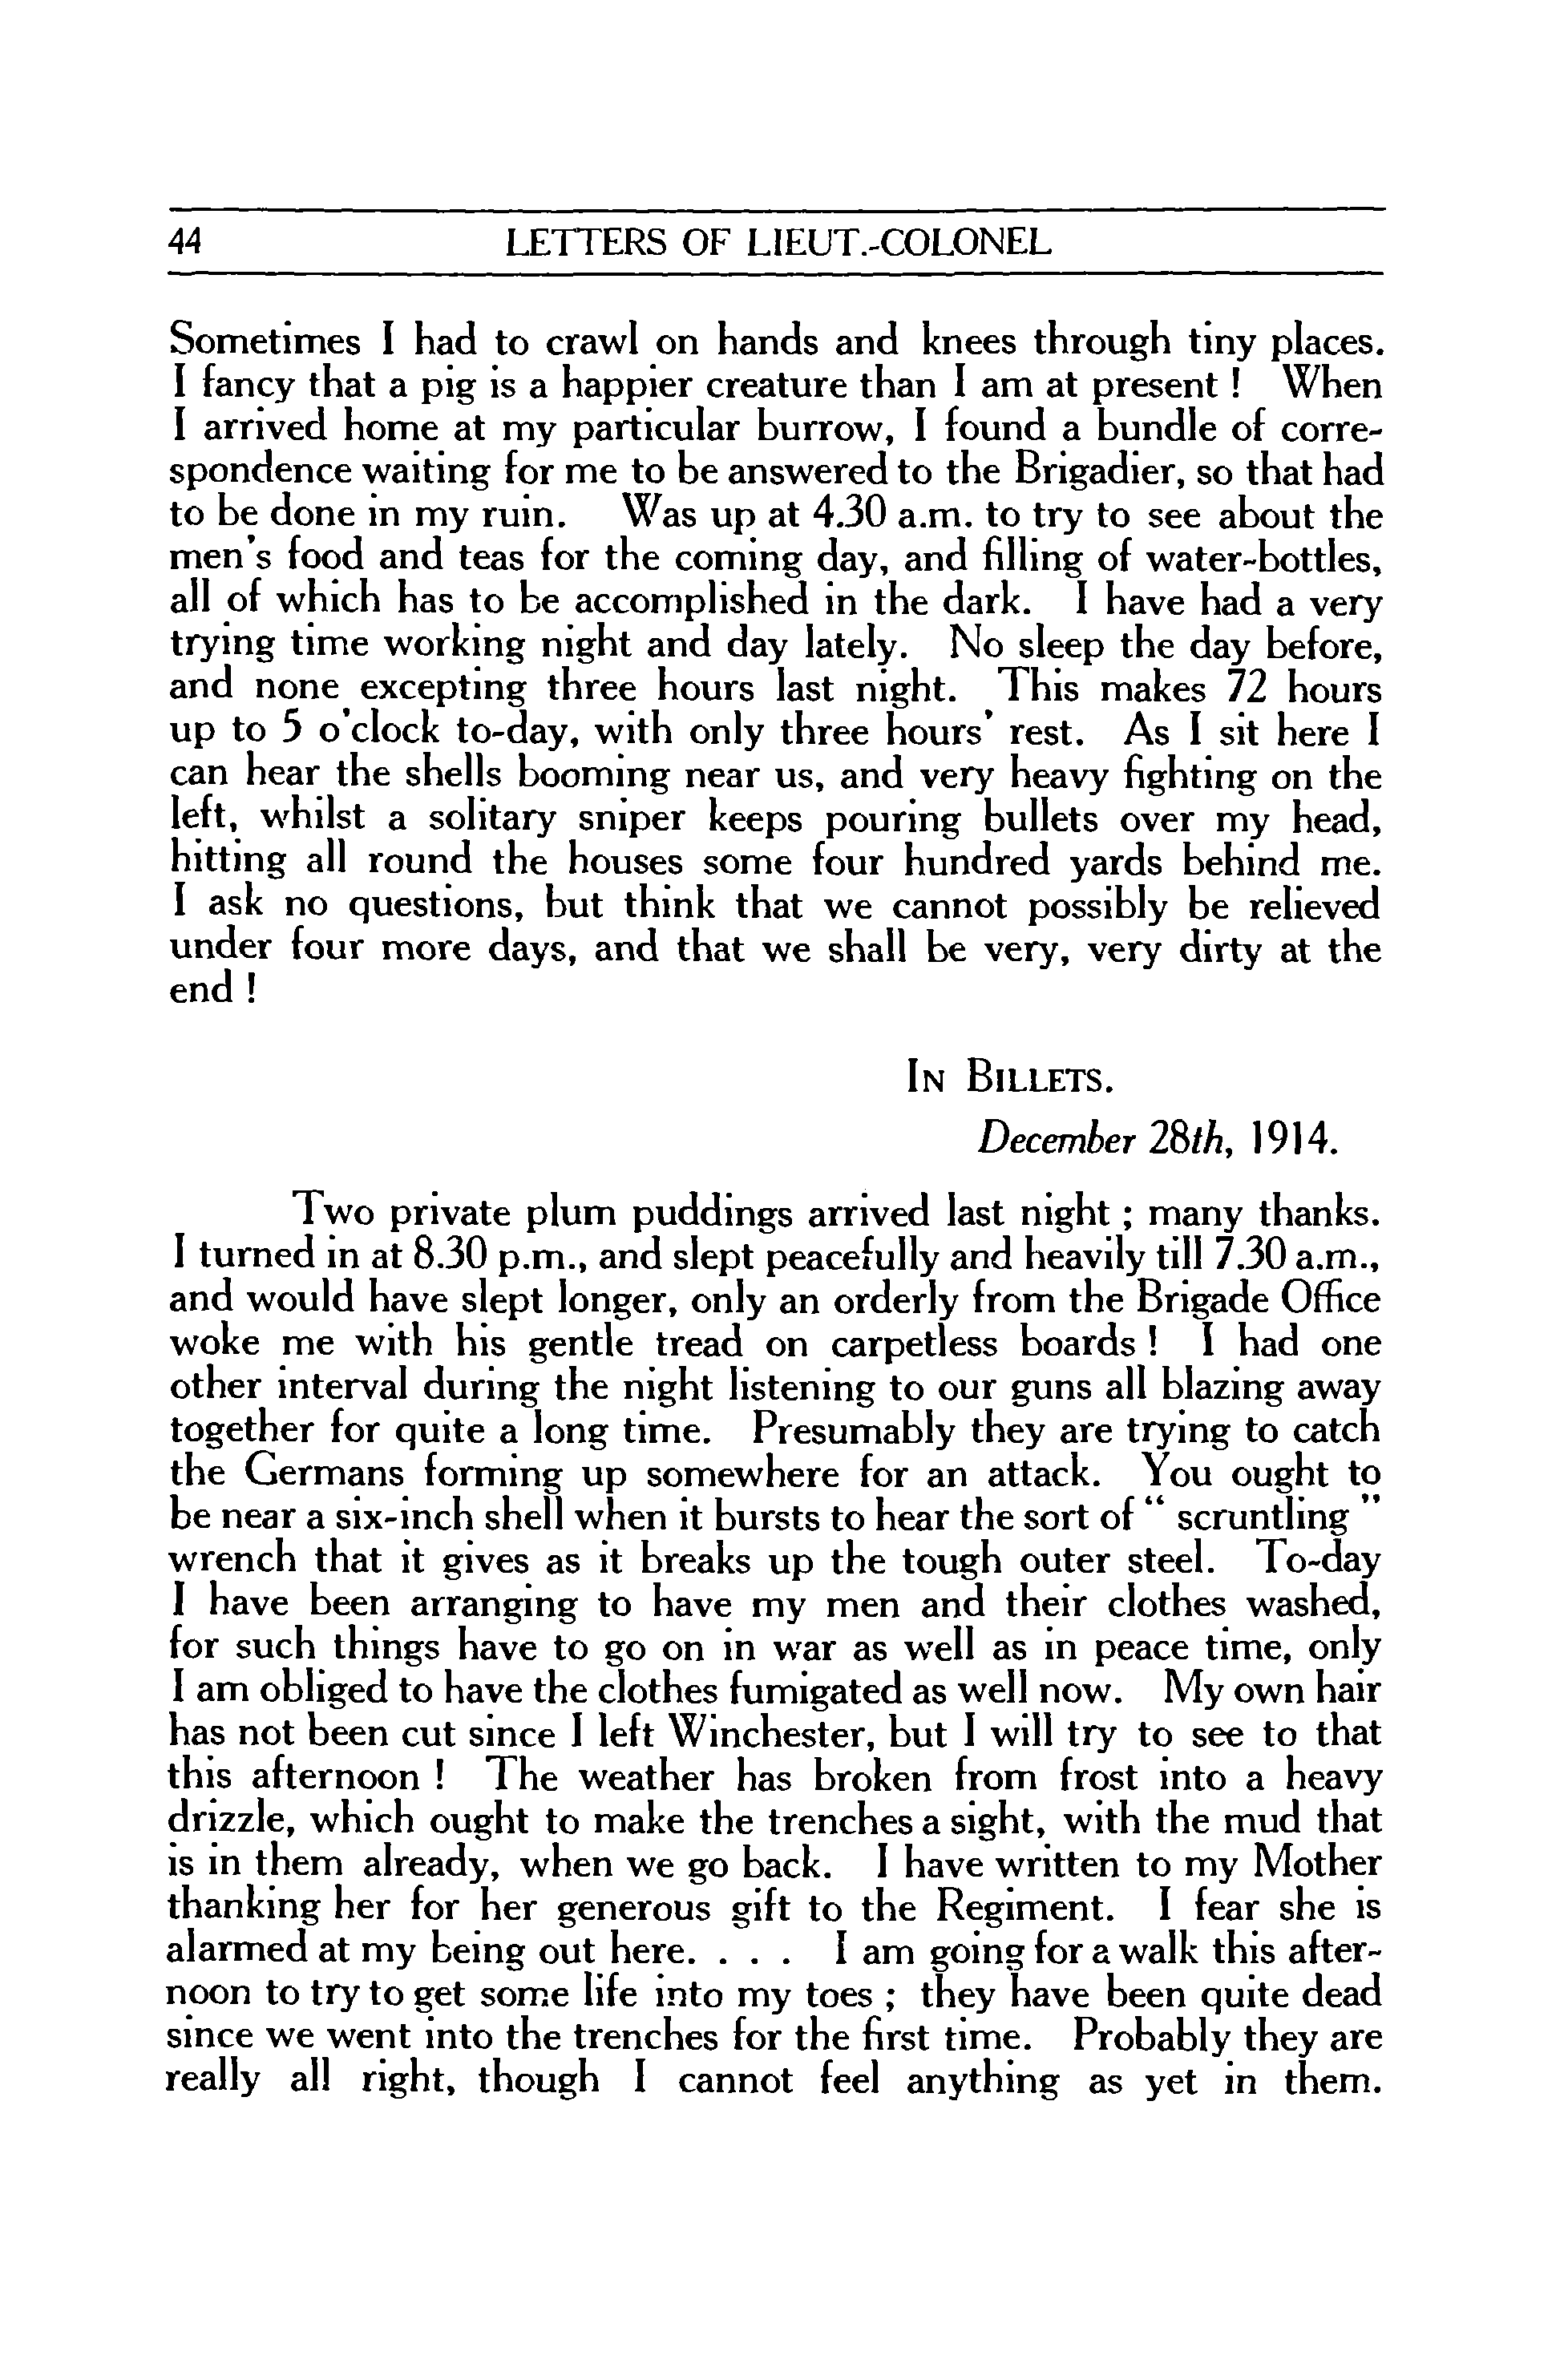 44 LETTERS OF LIEUT.-COLONEL
Sometimes I had to crawl on hands and knees through tiny places.
I fancy that a pig is a happier creature than I am at present ! When
I arrived home at my particular burrow, I found a bundle of corre-
spondence waiting for me to be answered to the Brigadier, so that had
to be done in my ruin. Was up at 4.30 a.m. to try to see about the
men's food and teas for the coming day, and filling of water-bottles,
all of which has to be accomplished in the dark. I have had a very
trying time working night and day lately. No sleep the day before,
and none excepting three hours last night. This makes 72 hours
up to 5 o'clock to-day, with only three hours' rest. As I sit here I
can hear the shells booming near us, and very heavy fighting on the
left, whilst a solitary sniper keeps pouring bullets over my head,
hitting all round the houses some four hundred yards behind me.
I ask no questions, but think that we cannot possibly be relieved
under four more days, and that we shall be very, very dirty at the
end !
IN BILLETS.
December 28th, 1914.
Two private plum puddings arrived last night ; many thanks.
I turned in at 8.30 p.m., and slept peacefully and heavily till 7.30 a.m.,
and would have slept longer, only an orderly from the Brigade Office
woke me with his gentle tread on carpetless boards ! I had one
other interval during the night listening to our guns all blazing away
together for quite a long time. Presumably they are trying to catch
the Germans forming up somewhere for an attack. You ought to
be near a six-inch shell when it bursts to hear the sort of " scruntling "
wrench that it gives as it breaks up the tough outer steel. To-day
I have been arranging to have my men and their clothes washed,
for such things have to go on in war as well as in peace time, only
I am obliged to have the clothes fumigated as well now. My own hair
has not been cut since I left Winchester, but I will try to see to that
this afternoon ! The weather has broken from frost into a heavy
drizzle, which ought to make the trenches a sight, with the mud that
is in them already, when we go back. I have written to my Mother
thanking her for her generous gift to the Regiment. I fear she is
alarmed at my being out here. . . . I am going for a walk this after-
noon to try to get some life into my toes ; they have been quite dead
since we went into the trenches for the first time. Probably they are
really all right, though I cannot feel anything as yet in them.